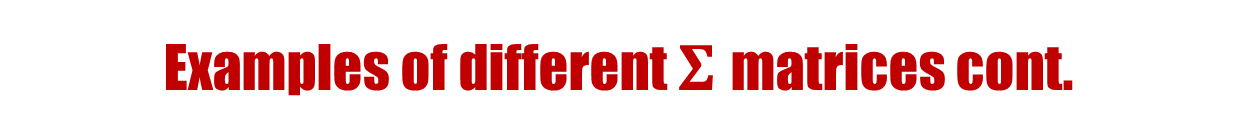 Examples of different Σ matrices cont.